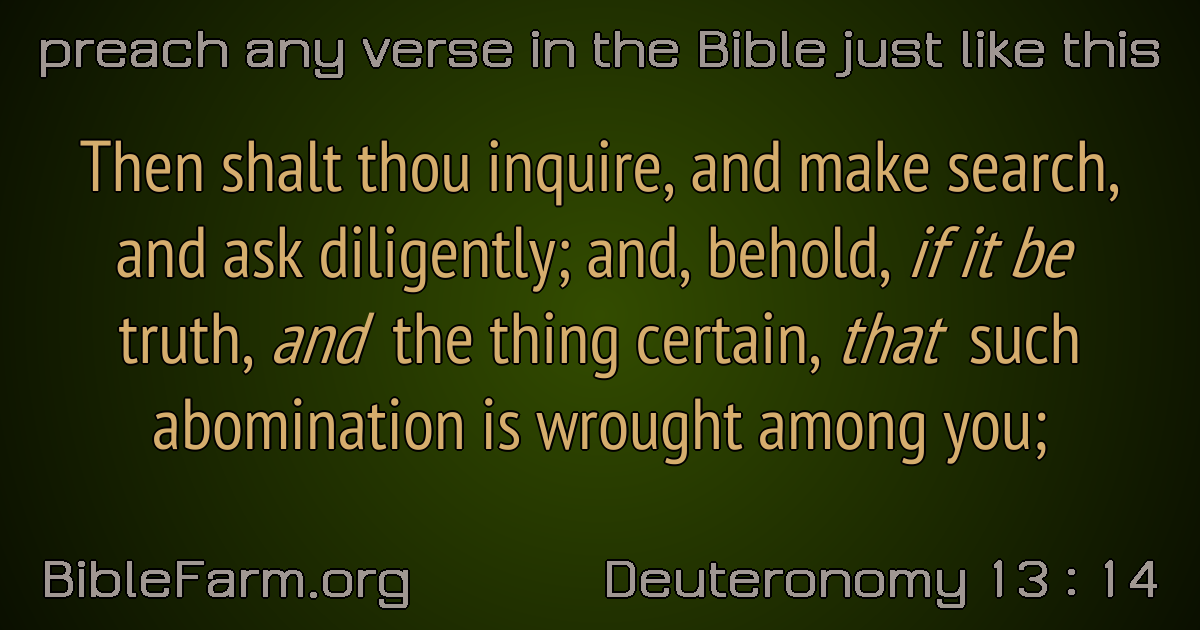 preach any verse in the Bible just like this
Then shalt thou inquire, and make search,
and ask diligently; and, behold, if it be
truth, and the thing certain, that such
abomination is wrought among you;
BibleFarm.org
Deuteronomy 13 : 14